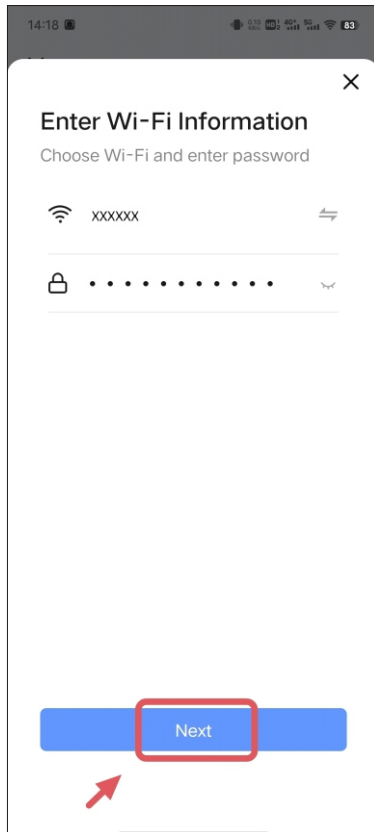 14:18
83
Enter Wi-Fi Information
Choose Wi-Fi and enter password
xxxxxx
Next